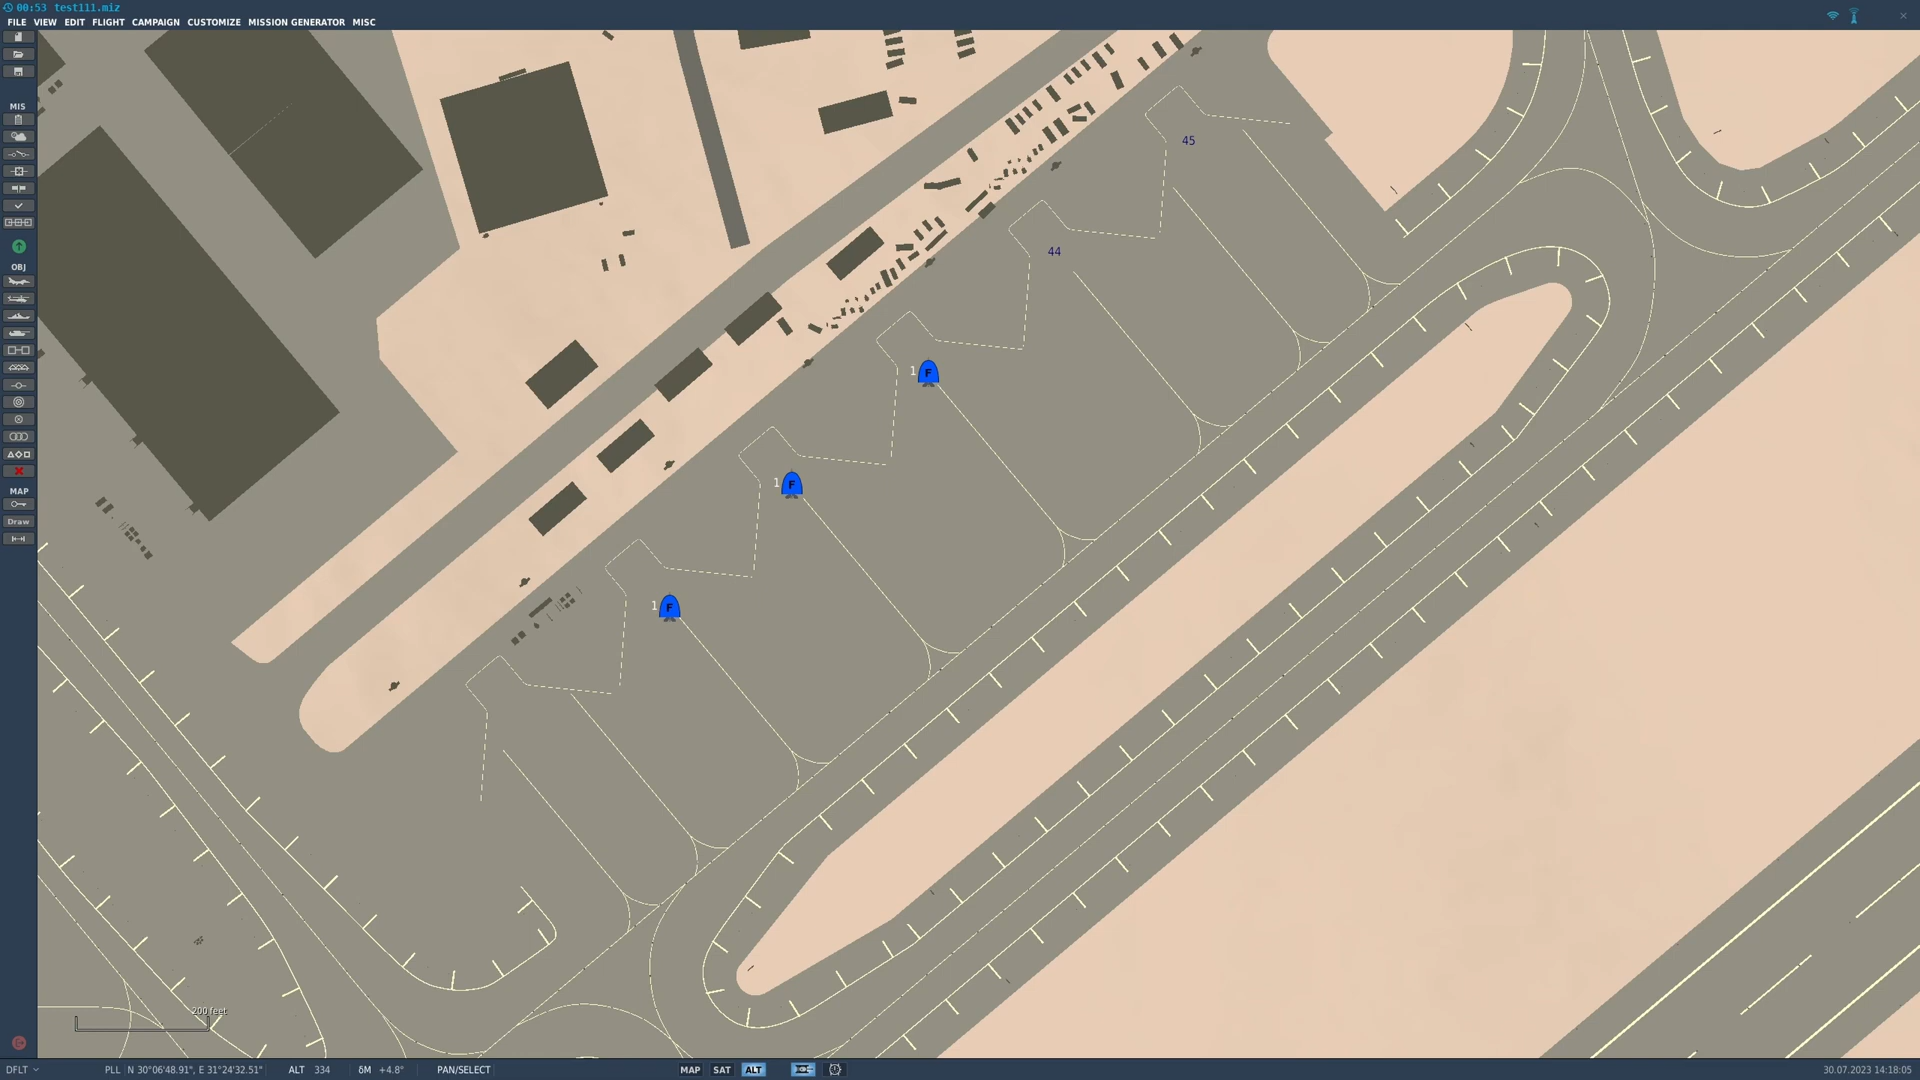 00:53 test111.miz
FILE VIEW EDIT FLIGHT CAMPAIGN CUSTOMIZE MISSION GENERATOR MISC
MIS
OBJ
MAP
Draw
45
44
1 F
1 F
1 F
200 feet
DFLT PLL N 30°06'48.91", E 31°24'32.51" ALT 334 δM +4.8° PAN/SELECT MAP SAT ALT 30.07.2023 14:18:05